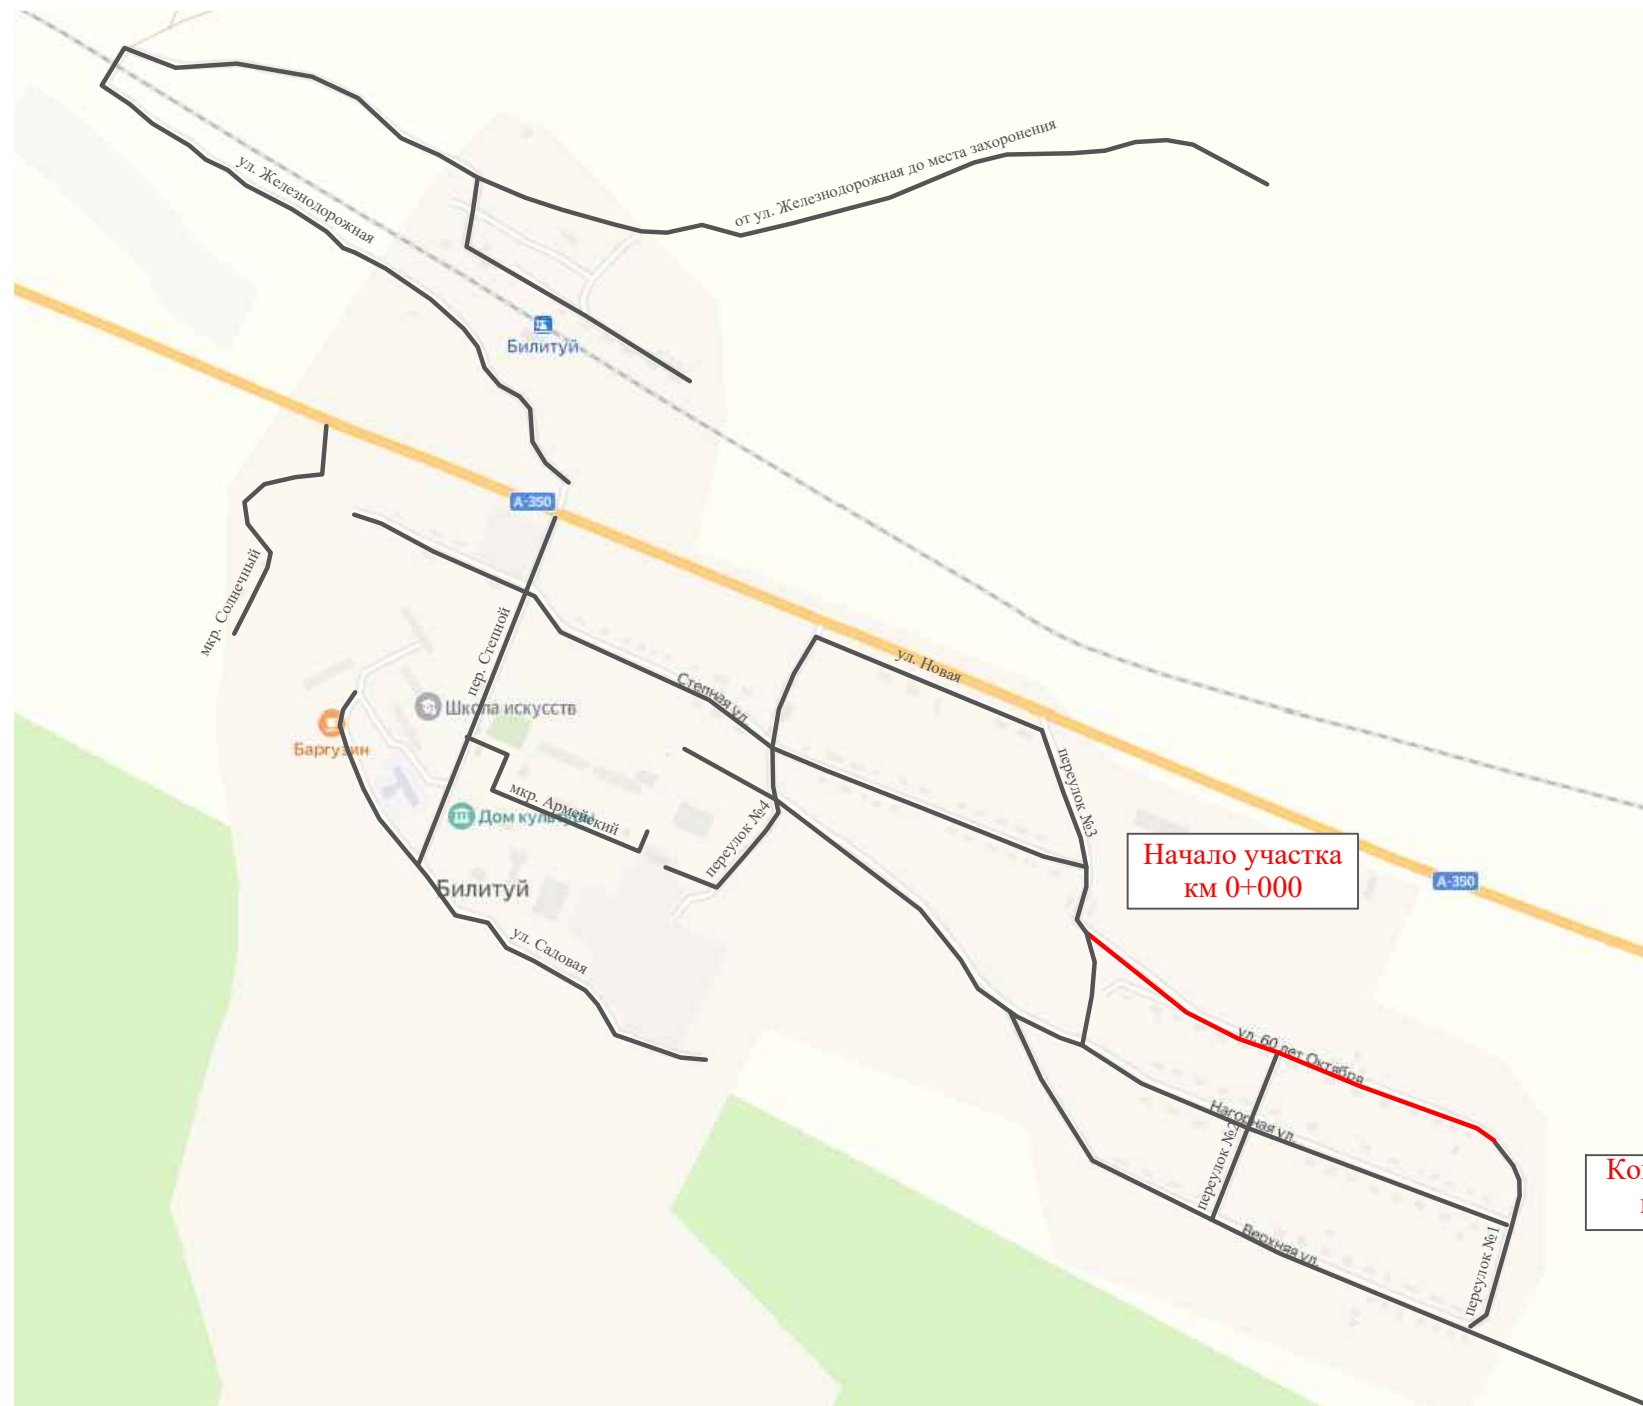 от ул. Железнодорожная до места захоронения
ул. Железнодорожная
Билитуй
А-350
мкр. Солнечный
пер. Степной
ул. Новая
Степная ул.
Школа искусств
Баргузин
переулок №3
мкр. Армейский
Дом культуры
переулок №4
Начало участка
км 0+000
А-350
Билитуй
ул. Садовая
ул. 60 лет Октября
Нагорная ул.
переулок №2
Верхняя ул.
переулок №1